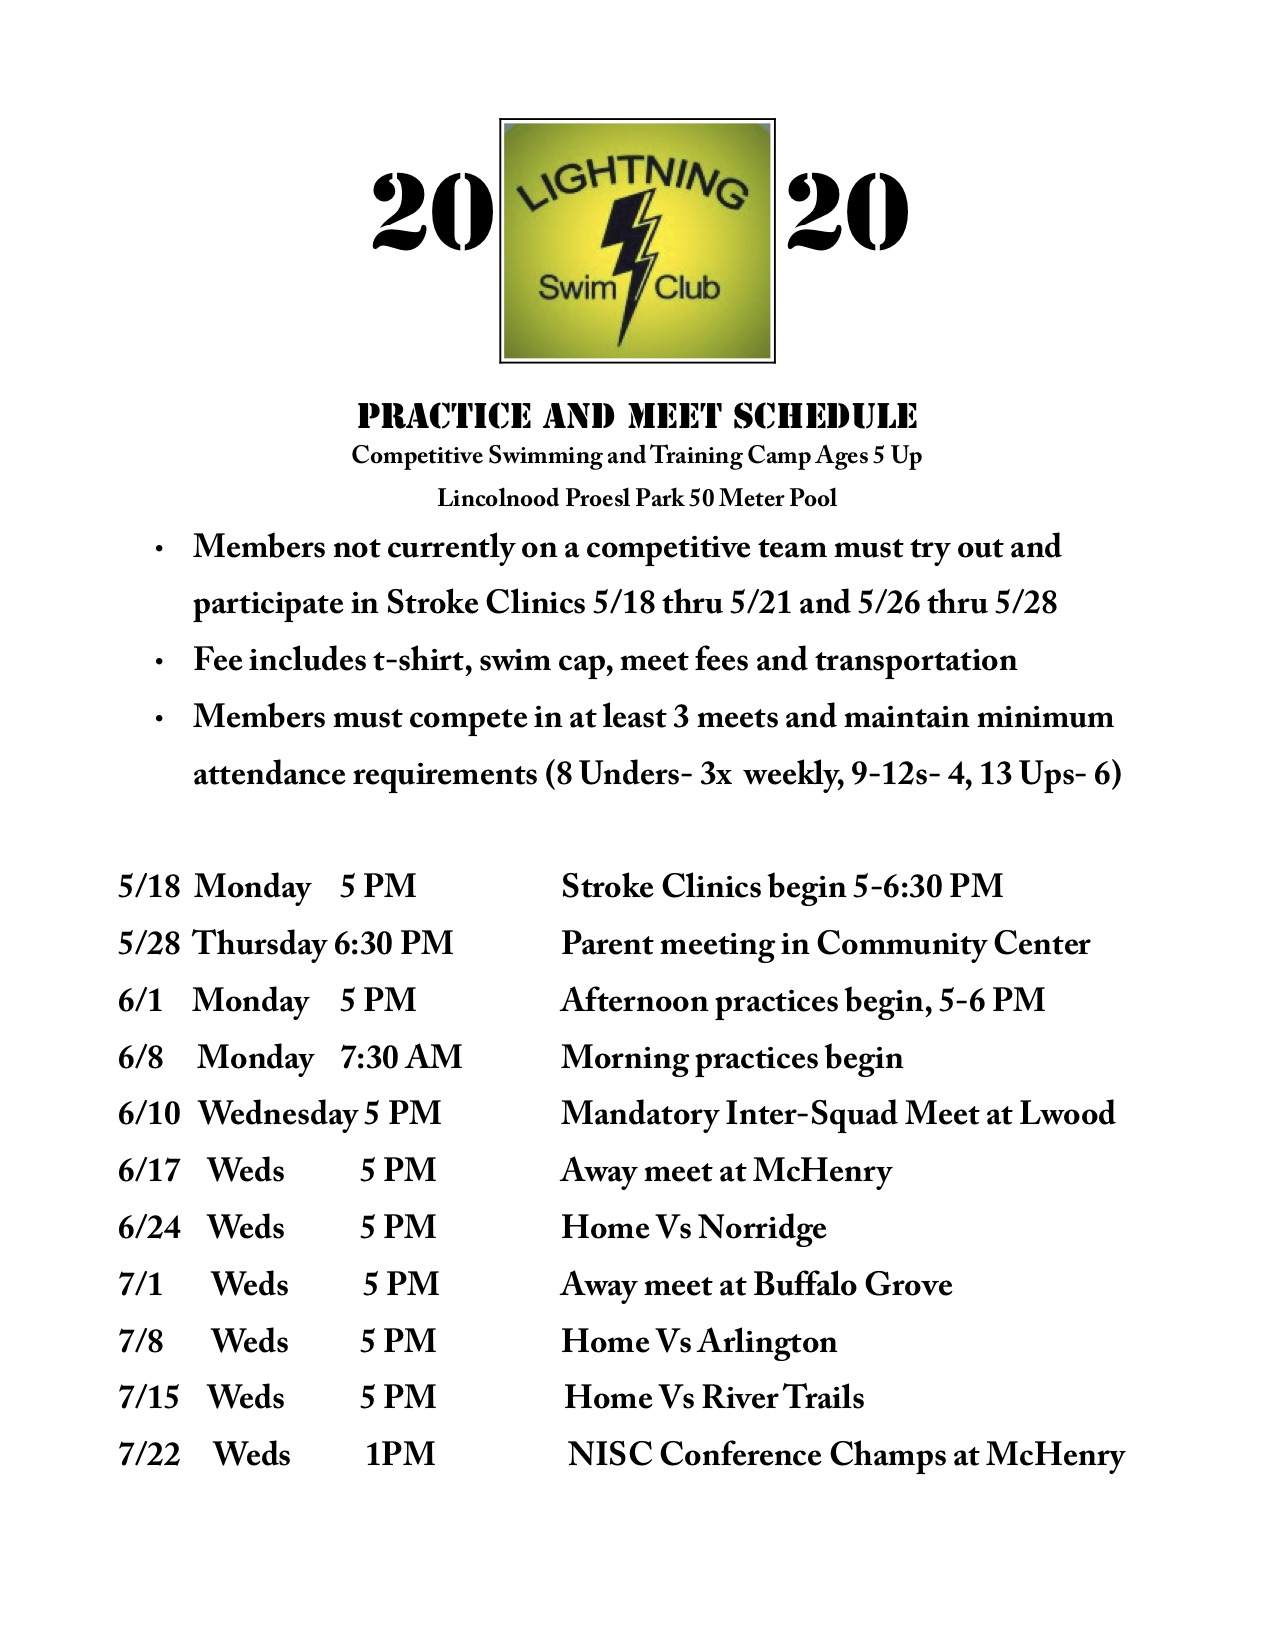 20 LIGHTNING 20
Swim Club
PRACTICE AND MEET SCHEDULE
Competitive Swimming and Training Camp Ages 5 Up
Lincolnood Proesl Park 50 Meter Pool
• Members not currently on a competitive team must try out and
participate in Stroke Clinics 5/18 thru 5/21 and 5/26 thru 5/28
• Fee includes t-shirt, swim cap, meet fees and transportation
• Members must compete in at least 3 meets and maintain minimum
attendance requirements (8 Unders- 3x weekly, 9-12s- 4, 13 Ups- 6)
5/18 Monday 5 PM Stroke Clinics begin 5-6:30 PM
5/28 Thursday 6:30 PM Parent meeting in Community Center
6/1 Monday 5 PM Afternoon practices begin, 5-6 PM
6/8 Monday 7:30 AM Morning practices begin
6/10 Wednesday 5 PM Mandatory Inter-Squad Meet at Lwood
6/17 Weds 5 PM Away meet at McHenry
6/24 Weds 5 PM Home Vs Norridge
7/1 Weds 5 PM Away meet at Buffalo Grove
7/8 Weds 5 PM Home Vs Arlington
7/15 Weds 5 PM Home Vs River Trails
7/22 Weds 1PM NISC Conference Champs at McHenry